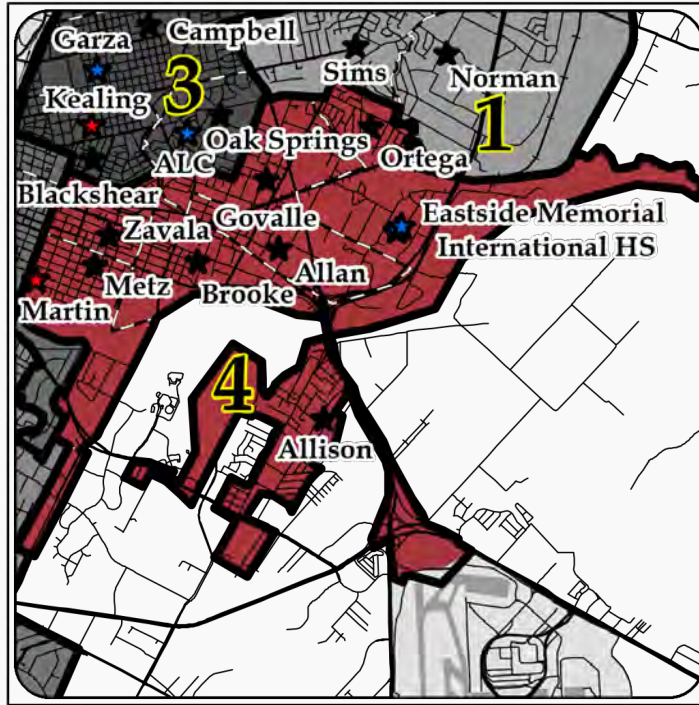 Garza
Campbell
Sims
Norman
Kealing
3
1
Oak Springs
ALC
Ortega
Blackshear
Zavala
Govalle
Eastside Memorial
International HS
Metz
Allan
Martin
Brooke
4
Allison